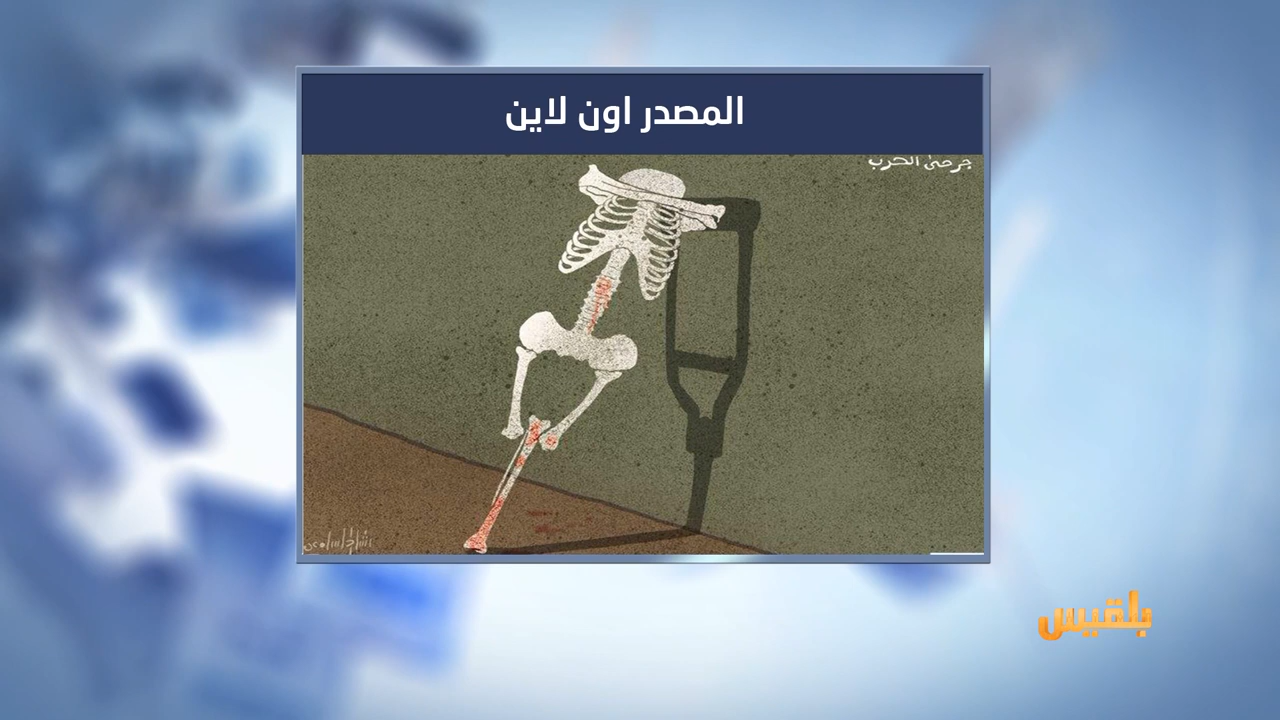 المصدر اون لاين
جرحى الحرب
بلقيس